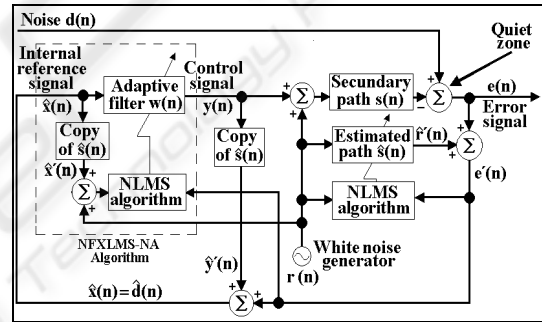 Noise d(n)
Quiet
zone
Internal
reference
signal
x̂(n)
Adaptive
filter w(n)
Control
signal
y(n)
Secundary
path s(n)
e(n)
Error
signal
Copy
of ŝ(n)
Copy
of ŝ(n)
Estimated
path ŝ(n)
r̂´(n)
x̂´(n)
NLMS
algorithm
NLMS
algorithm
e´(n)
NFXLMS-NA
Algorithm
White noise
generator
r (n)
ŷ´(n)
x̂(n)=d̂(n)